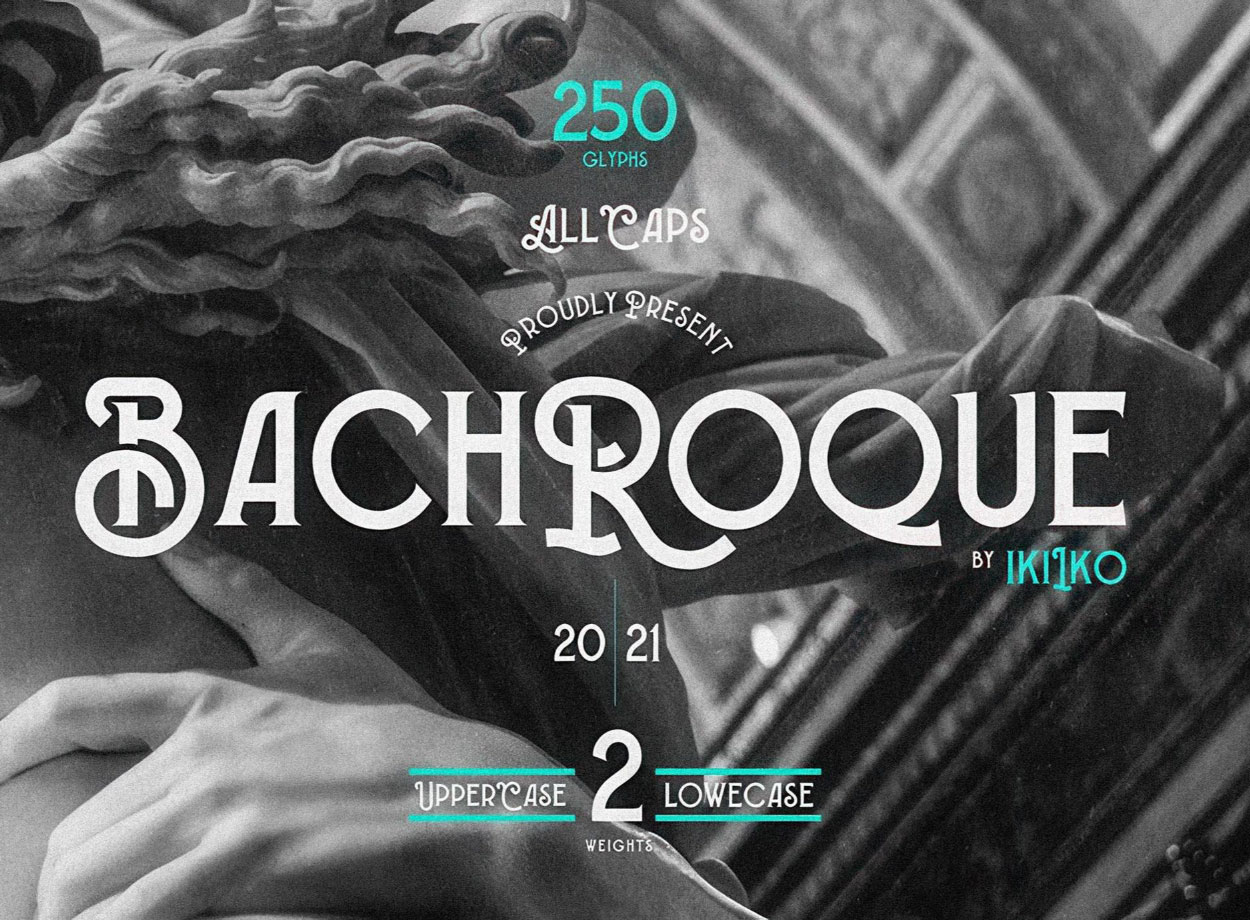 250
GLYPHS
ALL CAPS
PROUDLY PRESENT
BACHROQUE
BY IKIIKO
20 21
UPPERCASE 2 LOWECASE
WEIGHTS